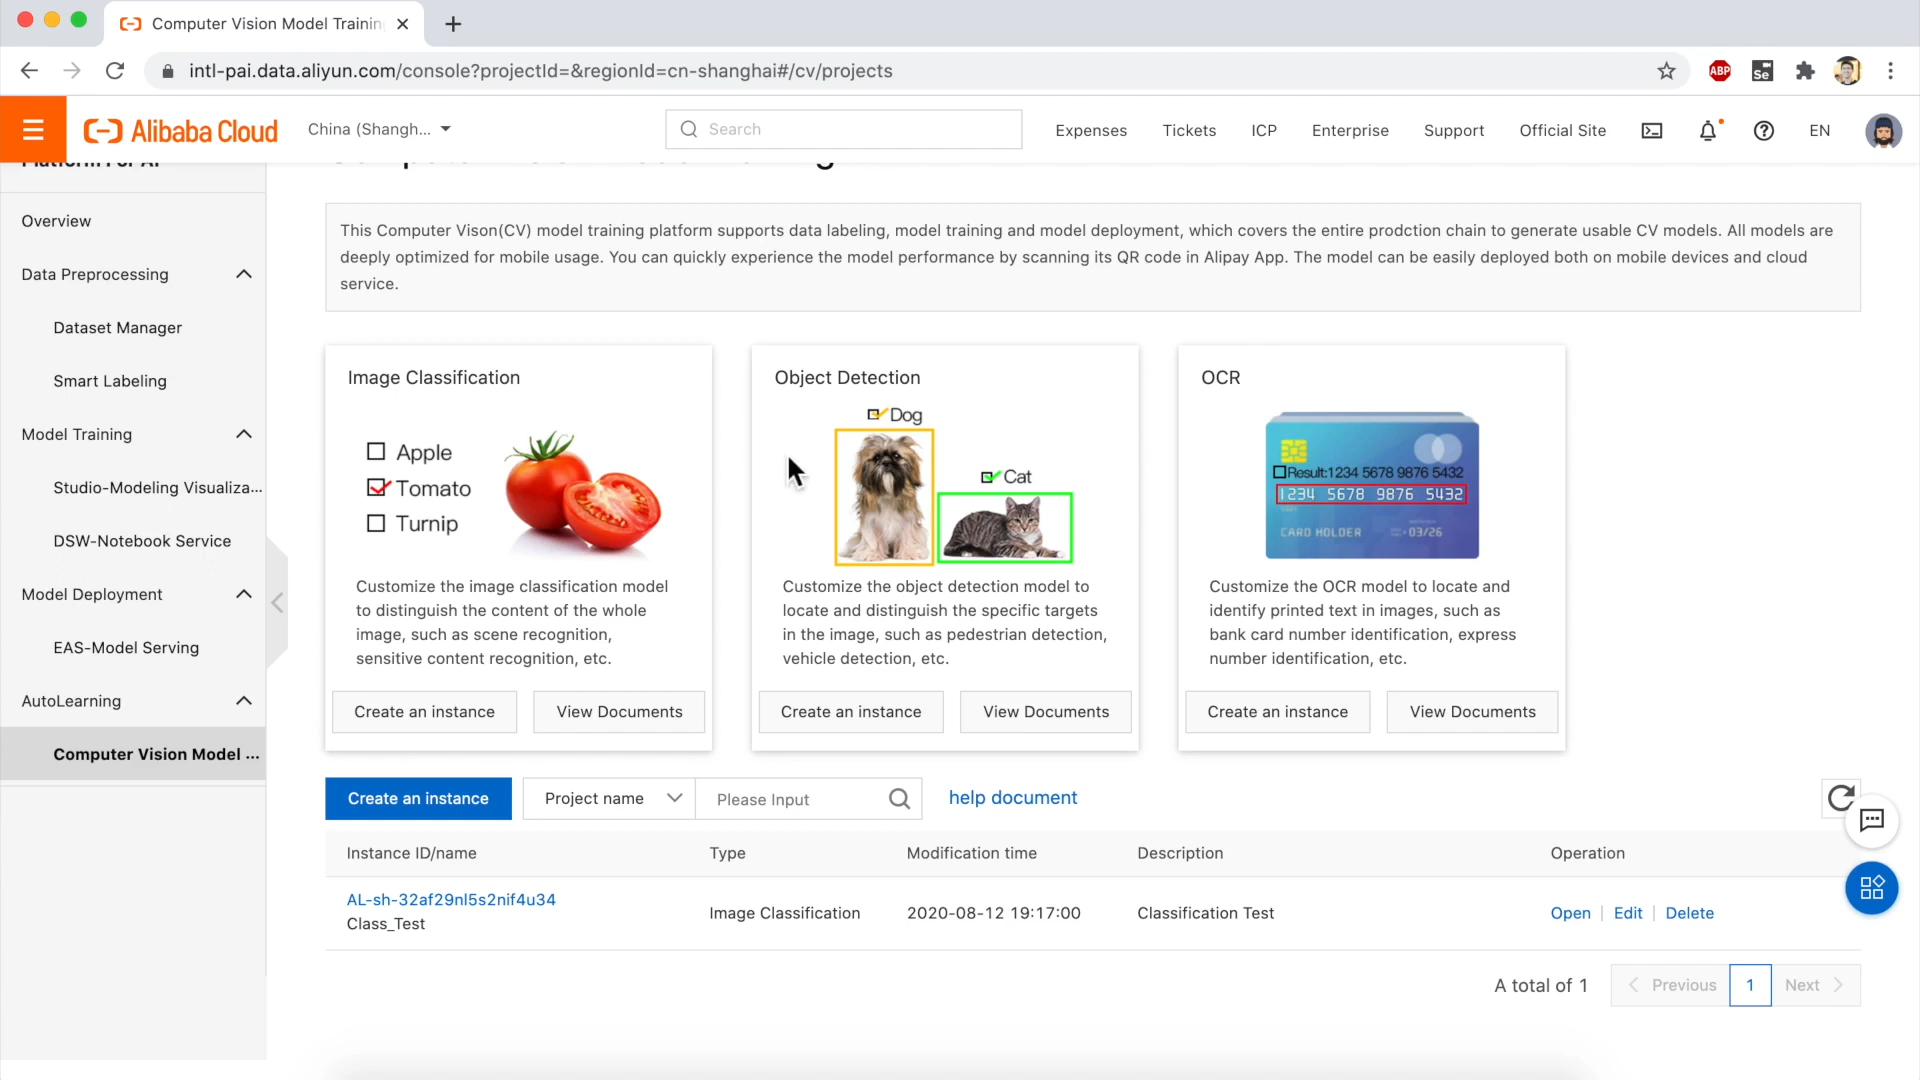 Computer Vision Model Trainin
intl-pai.data.aliyun.com/console?projectId=&regionId=cn-shanghai#/cv/projects
ABP
Se
Alibaba Cloud
China (Shangh...
Search
Expenses
Tickets
ICP
Enterprise
Support
Official Site
EN
Platform For AI
Overview
Data Preprocessing
Dataset Manager
Smart Labeling
Model Training
Studio-Modeling Visualiza...
DSW-Notebook Service
Model Deployment
EAS-Model Serving
AutoLearning
Computer Vision Model ...
This Computer Vison(CV) model training platform supports data labeling, model training and model deployment, which covers the entire prodction chain to generate usable CV models. All models are
deeply optimized for mobile usage. You can quickly experience the model performance by scanning its QR code in Alipay App. The model can be easily deployed both on mobile devices and cloud
service.
Image Classification
Apple
Tomato
Turnip
Customize the image classification model
to distinguish the content of the whole
image, such as scene recognition,
sensitive content recognition, etc.
Create an instance
View Documents
Object Detection
Dog
Cat
Customize the object detection model to
locate and distinguish the specific targets
in the image, such as pedestrian detection,
vehicle detection, etc.
Create an instance
View Documents
OCR
Result:1234 5678 9876 5432
1234 5678 9876 5432
CARD HOLDER 03/26
Customize the OCR model to locate and
identify printed text in images, such as
bank card number identification, express
number identification, etc.
Create an instance
View Documents
Create an instance
Project name
Please Input
help document
Instance ID/name Type Modification time Description Operation
AL-sh-32af29nl5s2nif4u34
Class_Test
Image Classification
2020-08-12 19:17:00
Classification Test
Open | Edit | Delete
A total of 1
Previous
1
Next